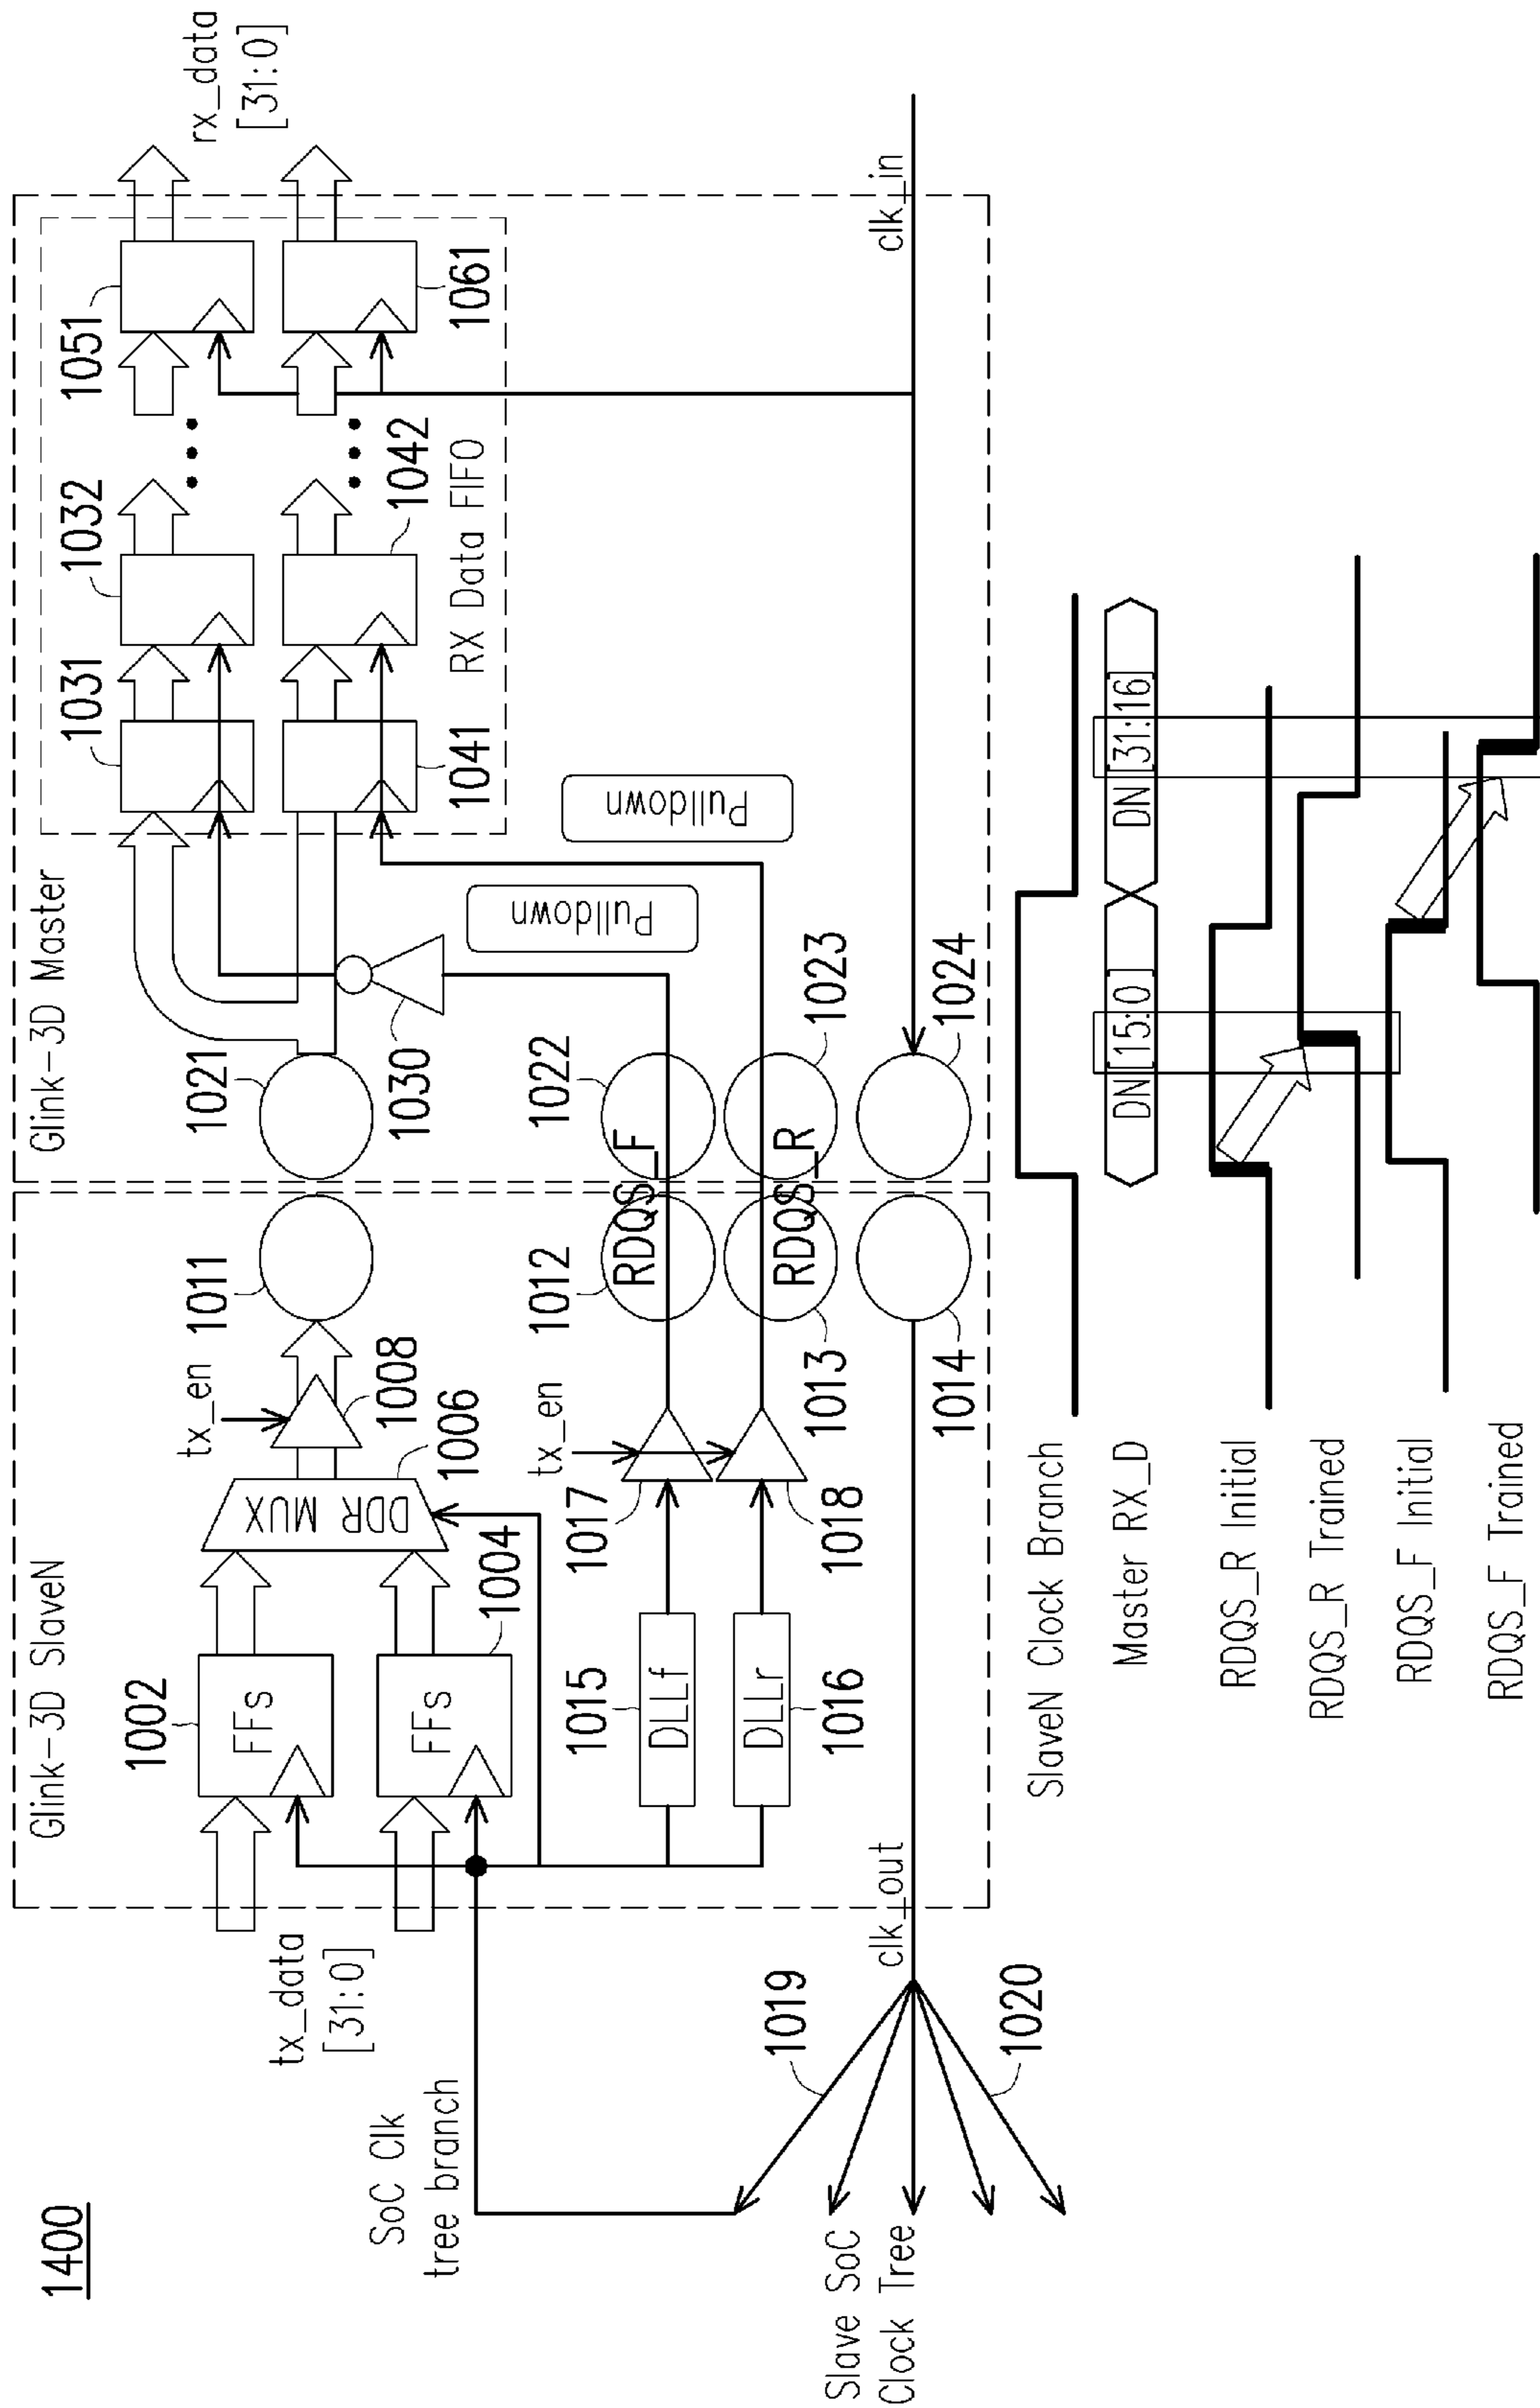 1400
Glink-3D SlaveN
Glink-3D Master
tx_data
[31:0]
1002
FFs
FFs
1004
DDR MUX
1006
tx_en
1008
1011
1021
1030
1031
1032
1051
rx_data
[31:0]
1041
1042
1061
RX Data FIFO
SoC Clk
tree branch
1015
DLLf
DLLr
1016
tx_en
1017
1018
1012
RDQS_F
1022
Pulldown
Pulldown
1013
RDQS_R
1023
1014
1024
clk_out
clk_in
1019
1020
Slave SoC
Clock Tree
SlaveN Clock Branch
Master RX_D
DN[15:0]
DN[31:16]
RDQS_R Initial
RDQS_R Trained
RDQS_F Initial
RDQS_F Trained